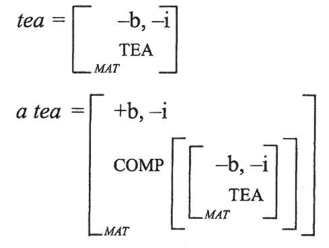 tea = –b, –i
TEA
MAT
a tea = +b, –i
COMP –b, –i
TEA
MAT
MAT